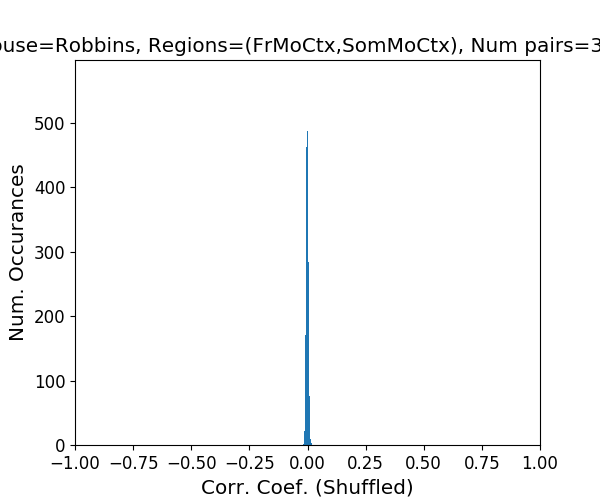 ouse=Robbins, Regions=(FrMoCtx,SomMoCtx), Num pairs=3
Num. Occurances
500
400
300
200
100
0
−1.00 −0.75 −0.50 −0.25 0.00 0.25 0.50 0.75 1.00
Corr. Coef. (Shuffled)